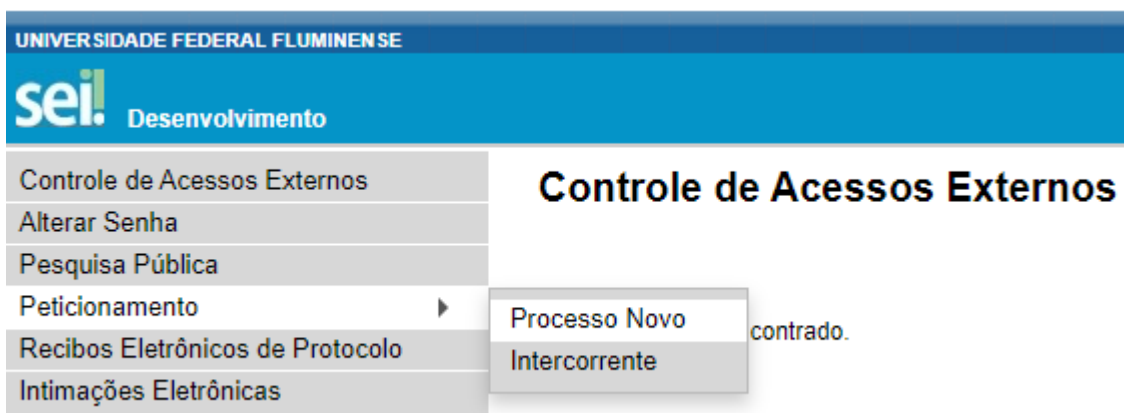 UNIVERSIDADE FEDERAL FLUMINENSE
sei!
Desenvolvimento
Controle de Acessos Externos
Alterar Senha
Pesquisa Pública
Peticionamento
Recibos Eletrônicos de Protocolo
Intimações Eletrônicas
Controle de Acessos Externos
Processo Novo
Intercorrente
contrado.